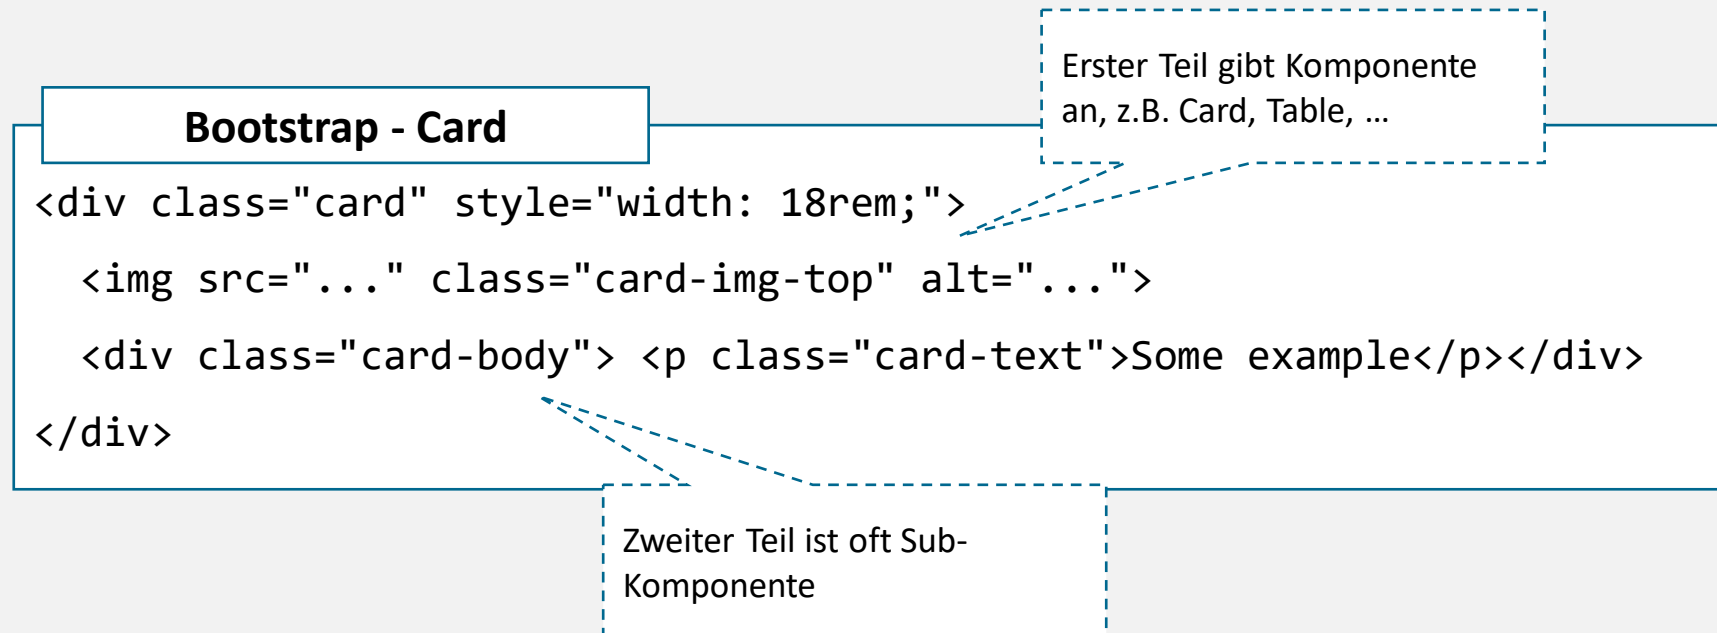 Erster Teil gibt Komponente
an, z.B. Card, Table, …
Bootstrap - Card
<div class="card" style="width: 18rem;">
<img src="..." class="card-img-top" alt="...">
<div class="card-body"> <p class="card-text">Some example</p></div>
</div>
Zweiter Teil ist oft Sub-
Komponente